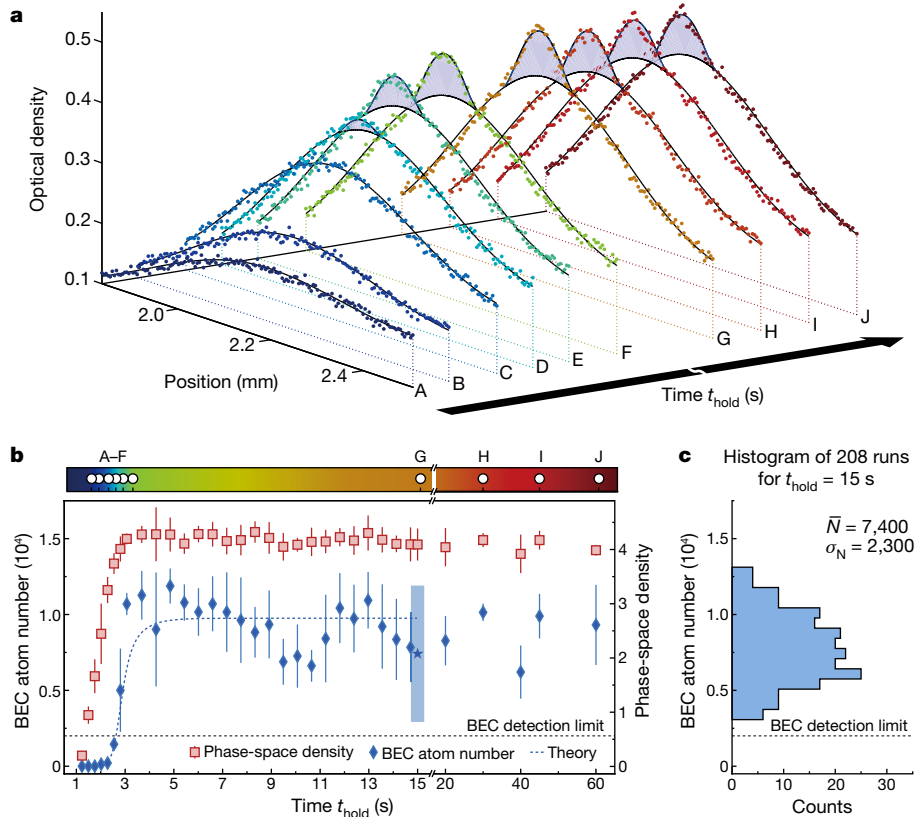 a
Optical density
0.5
0.4
0.3
0.2
0.1
2.0
2.2
2.4
Position (mm)
A
B
C
D
E
F
G
H
I
J
Time t_hold (s)
b
A–F
G
H
I
J
BEC atom number (10⁴)
1.5
1.0
0.5
0
Phase-space density
4
3
2
1
0
BEC detection limit
Phase-space density
BEC atom number
Theory
1
3
5
7
9
11
13
15
20
30
40
50
60
Time t_hold (s)
c
Histogram of 208 runs
for t_hold = 15 s
N̄ = 7,400
σ_N = 2,300
BEC atom number (10⁴)
1.5
1.0
0.5
0
BEC detection limit
0
10
20
30
Counts